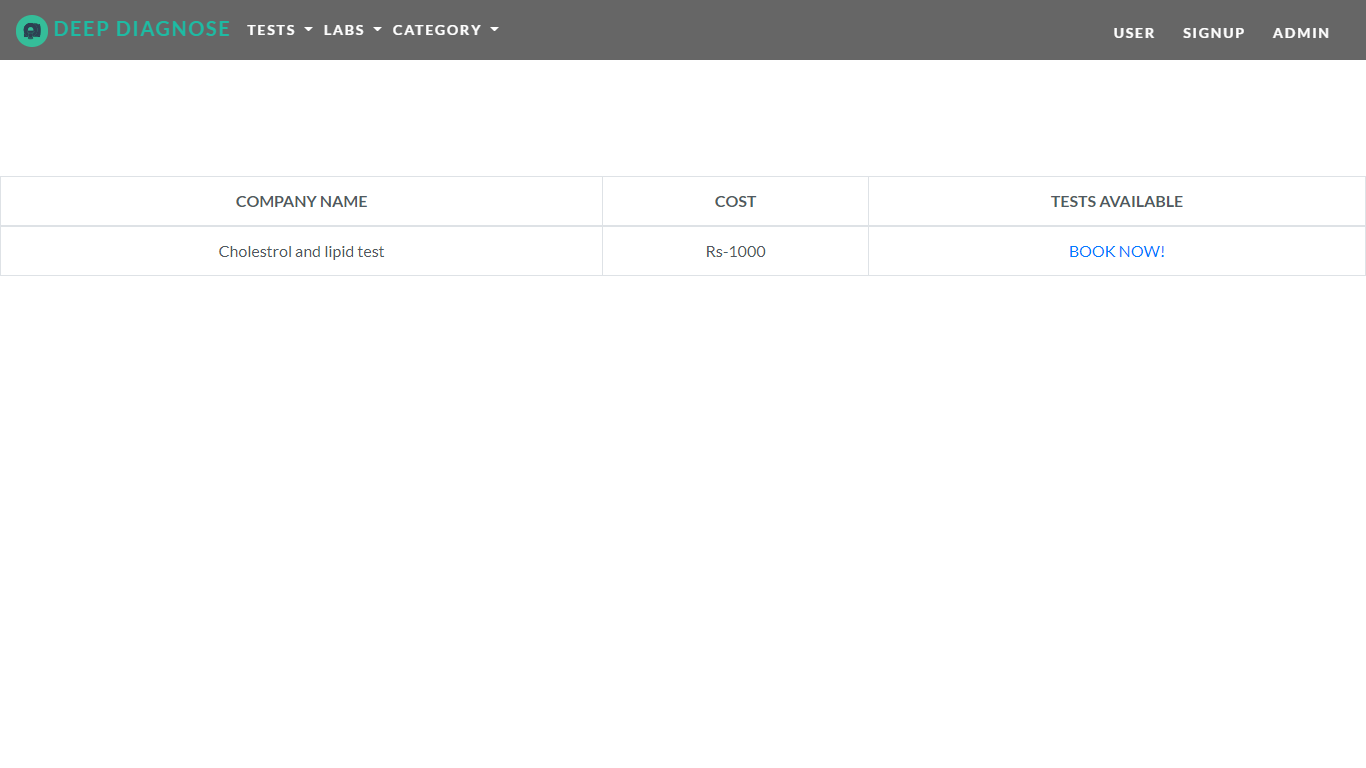 DEEP DIAGNOSE TESTS LABS CATEGORY USER SIGNUP ADMIN
COMPANY NAME COST TESTS AVAILABLE
Cholestrol and lipid test Rs-1000 BOOK NOW!